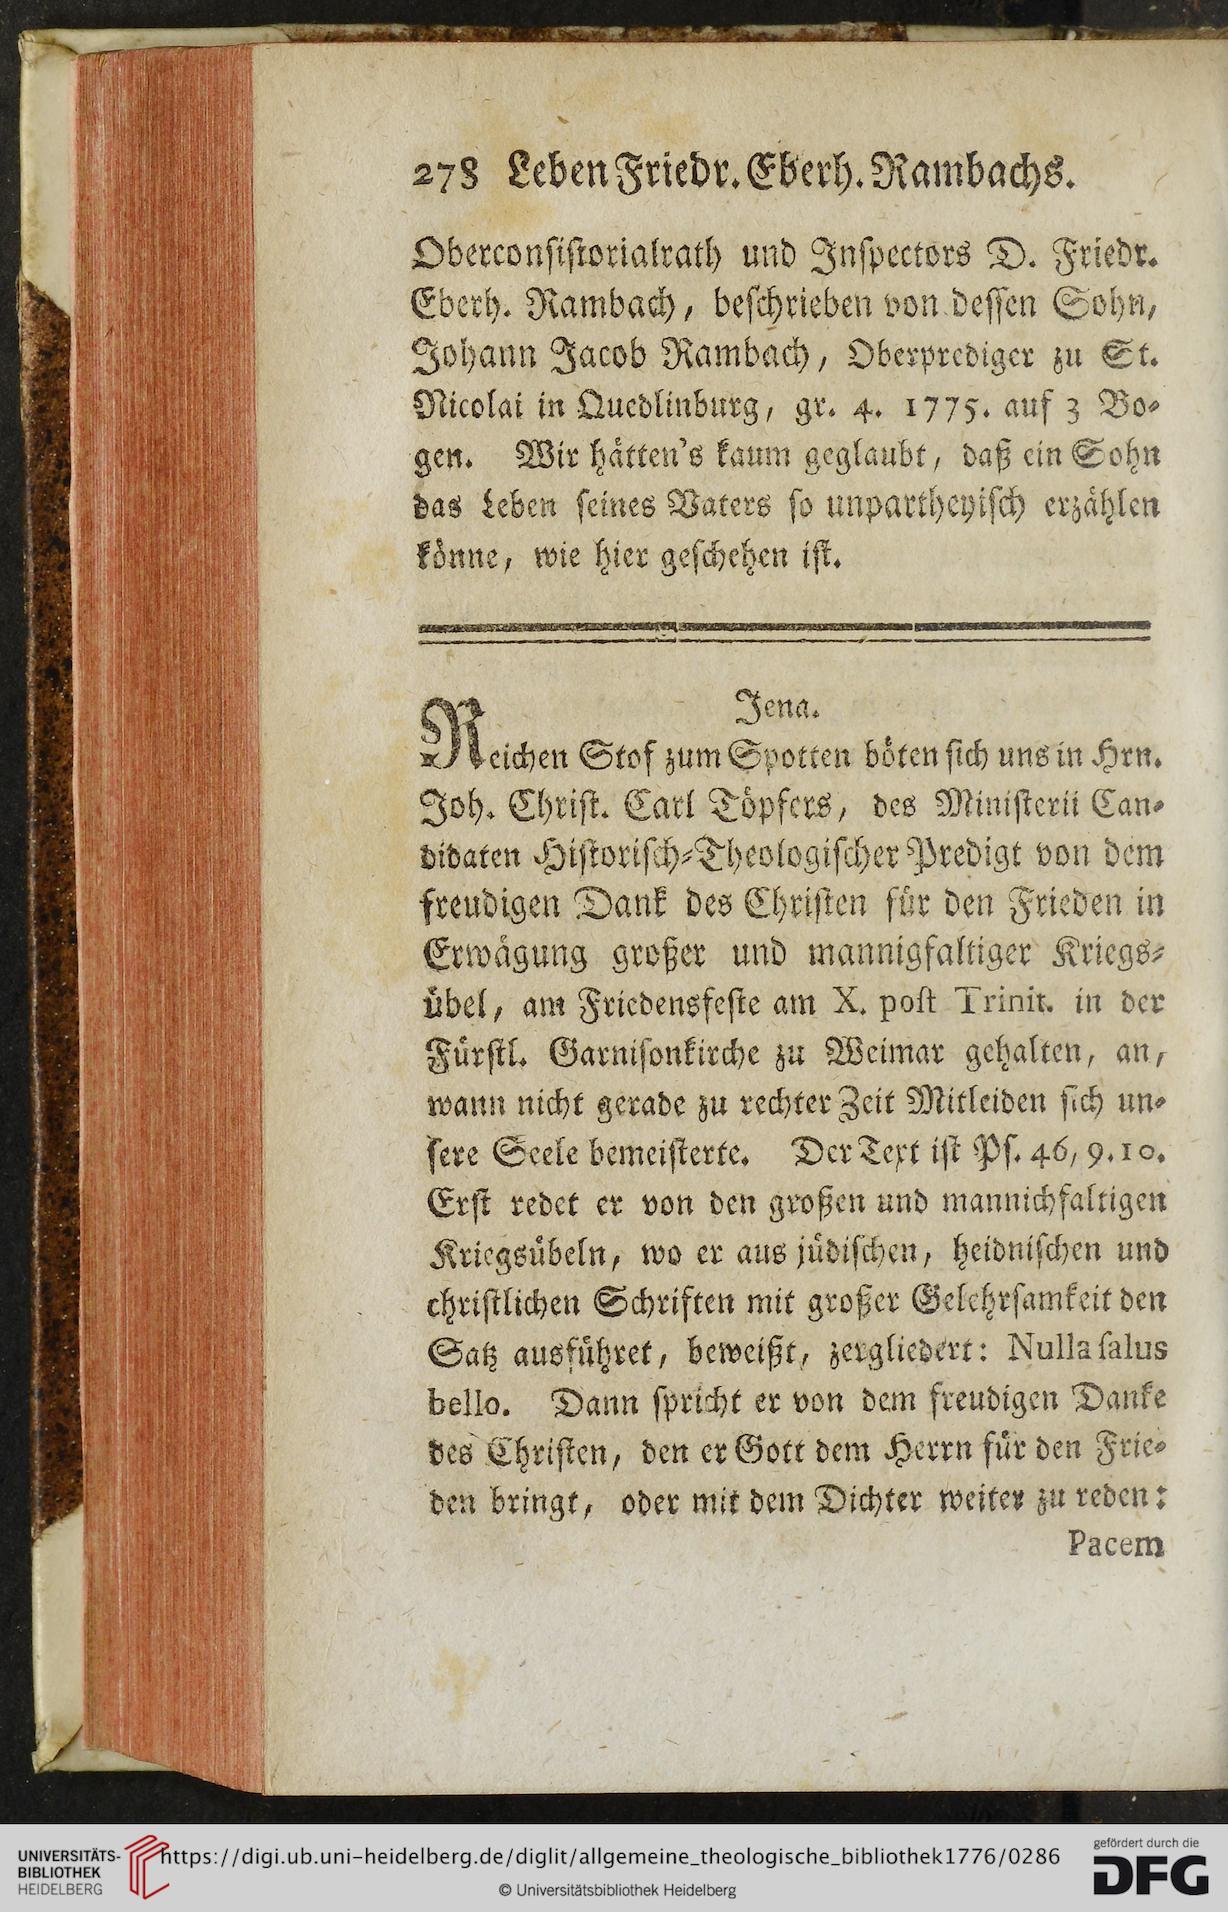 278 Leben Friedr. Eberh. Rambachs.
Oberconsiſtorialrath und Inſpectors D. Friedr.
Eberh. Rambach, beſchrieben von deſſen Sohn,
Johann Jacob Rambach, Oberprediger zu St.
Nicolai in Quedlinburg, gr. 4. 1775. auf 3 Bo⸗
gen. Wir hätten's kaum geglaubt, daß ein Sohn
das Leben ſeines Vaters ſo unpartheyiſch erzählen
könne, wie hier geſchehen iſt.
Jena.
Reichen Stof zum Spotten böten ſich uns in Hrn.
Joh. Chriſt. Carl Töpfers, des Miniſterii Can⸗
didaten Hiſtoriſch⸗Theologiſcher Predigt von dem
freudigen Dank des Chriſten für den Frieden in
Erwägung großer und mannigfaltiger Kriegs⸗
übel, am Friedensfeſte am X. poſt Trinit. in der
Fürſtl. Garniſonkirche zu Weimar gehalten, an,
wann nicht gerade zu rechter Zeit Mitleiden ſich un⸗
ſere Seele bemeiſterte. Der Text iſt Pſ. 46, 9.10.
Erſt redet er von den großen und mannichfaltigen
Kriegsübeln, wo er aus jüdiſchen, heidniſchen und
chriſtlichen Schriften mit großer Gelehrſamkeit den
Satz ausführet, beweißt, zergliedert: Nulla ſalus
bello. Dann ſpricht er von dem freudigen Danke
des Chriſten, den er Gott dem Herrn für den Frie⸗
den bringt, oder mit dem Dichter weiter zu reden:
Pacem
UNIVERSITÄTS-
BIBLIOTHEK
HEIDELBERG
https://digi.ub.uni-heidelberg.de/diglit/allgemeine_theologische_bibliothek1776/0286
© Universitätsbibliothek Heidelberg
gefördert durch die
DFG